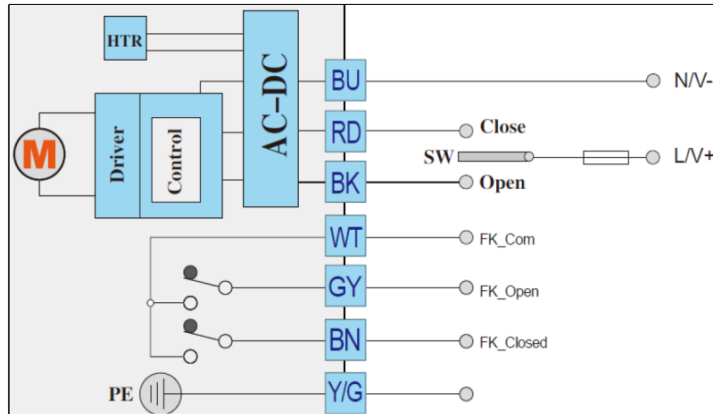 HTR
AC-DC
BU
N/V-
RD
Close
SW
L/V+
M
Driver
Control
BK
Open
WT
FK_Com
GY
FK_Open
BN
FK_Closed
PE
Y/G